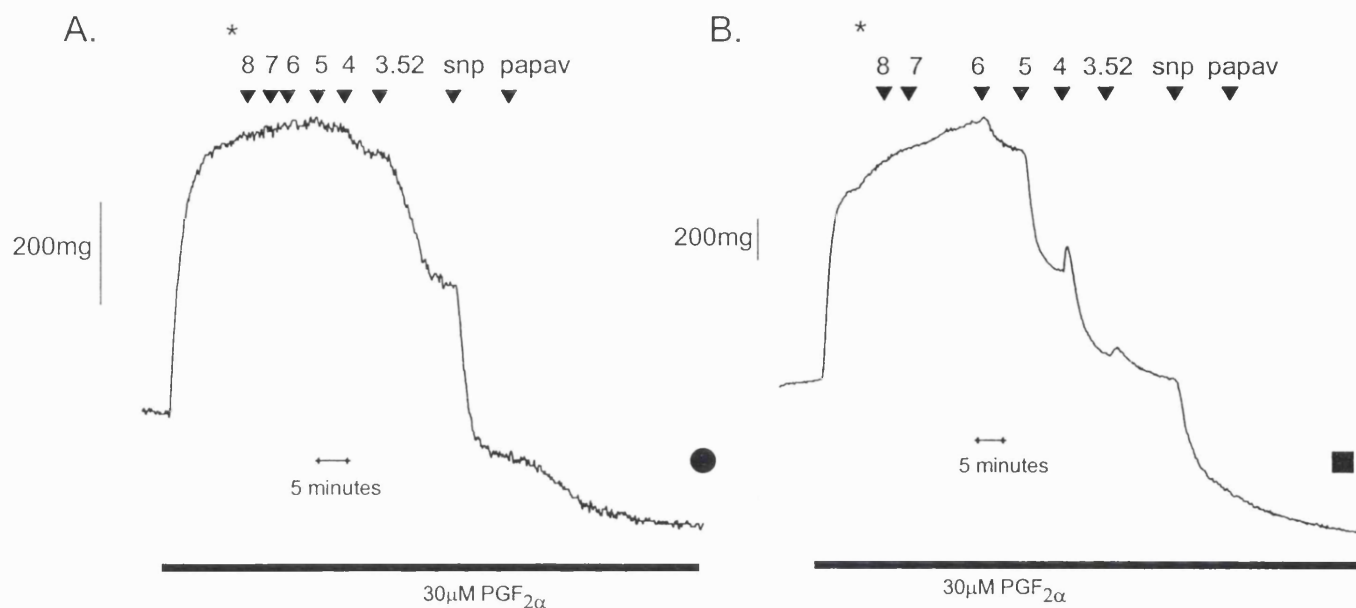 A.
*
8 7 6 5 4 3.52 snp papav
200mg
5 minutes
30µM PGF2α
B.
*
8 7 6 5 4 3.52 snp papav
200mg
5 minutes
30µM PGF2α